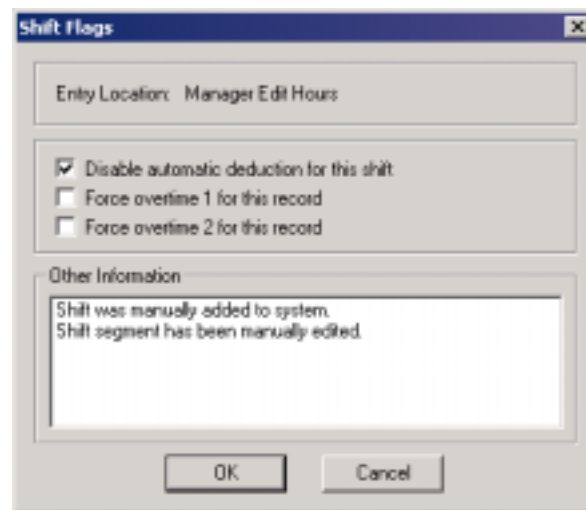 Shift Flags
Entry Location: Manager Edit Hours
Disable automatic deduction for this shift
Force overtime 1 for this record
Force overtime 2 for this record
Other Information
Shift was manually added to system.
Shift segment has been manually edited.
OK Cancel